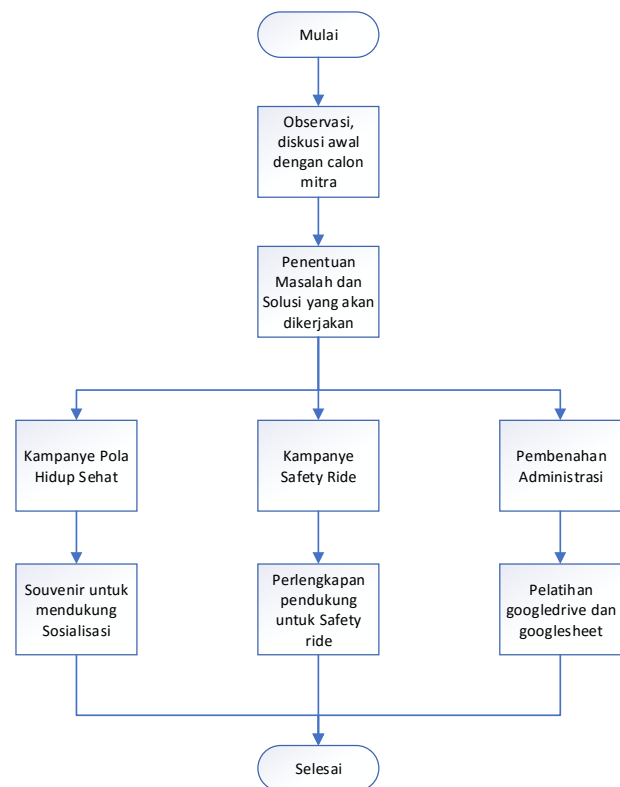 Mulai
Observasi,
diskusi awal
dengan calon
mitra
Penentuan
Masalah dan
Solusi yang akan
dikerjakan
Kampanye Pola
Hidup Sehat
Kampanye
Safety Ride
Pembenahan
Administrasi
Souvenir untuk
mendukung
Sosialisasi
Perlengkapan
pendukung
untuk Safety
ride
Pelatihan
googledrive dan
googlesheet
Selesai